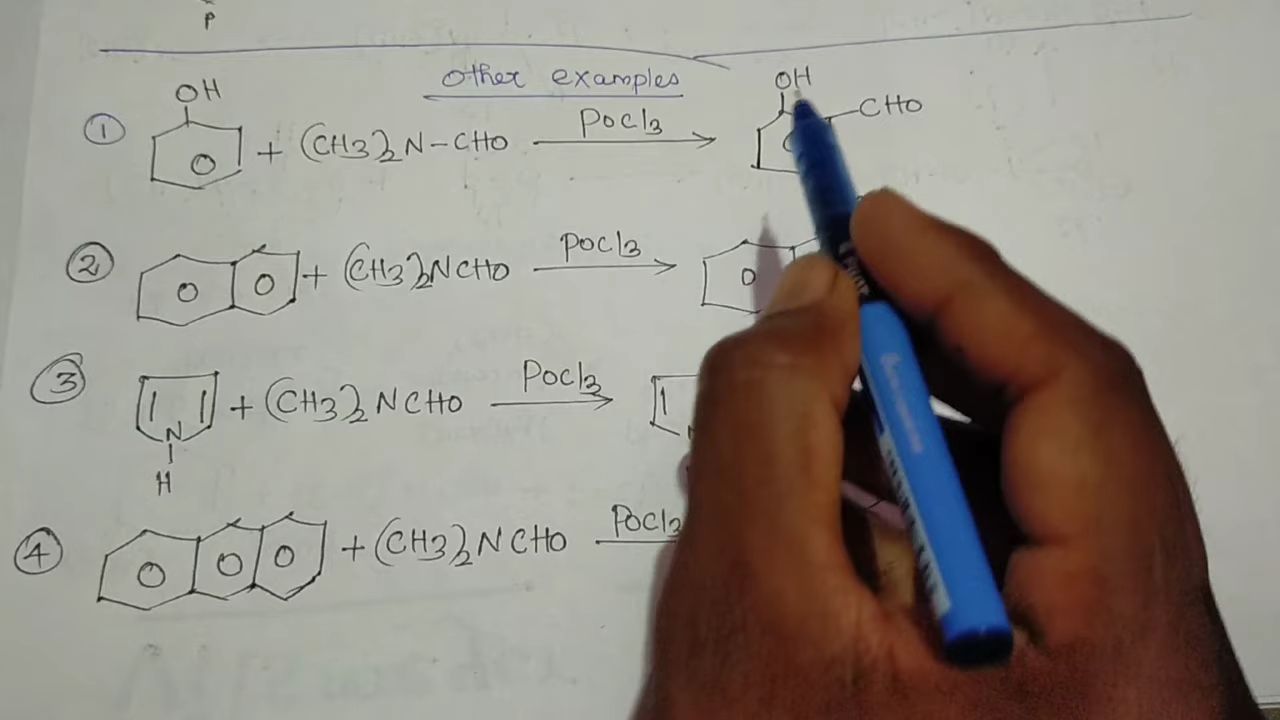 P
Other examples
① OH + (CH3)2N-CHO POCl3 OH CHO
② + (CH3)2NCHO POCl3
③ N H + (CH3)2NCHO POCl3
④ + (CH3)2NCHO POCl3